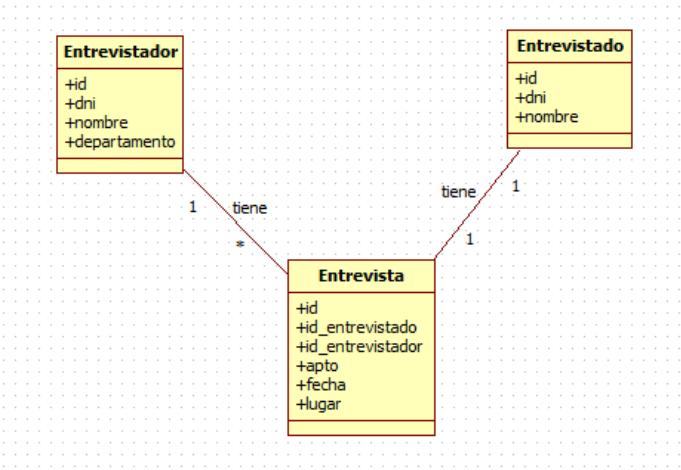 Entrevistador
+id
+dni
+nombre
+departamento
Entrevistado
+id
+dni
+nombre
1
tiene
*
tiene
1
1
Entrevista
+id
+id_entrevistado
+id_entrevistador
+apto
+fecha
+lugar